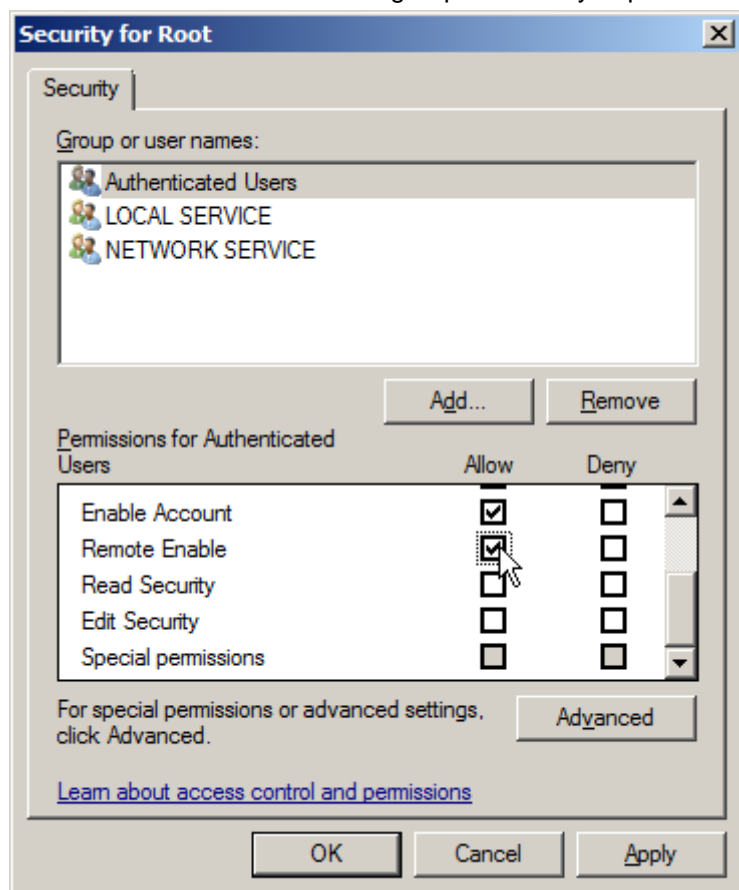 Security for Root
Security
Group or user names:
Authenticated Users
LOCAL SERVICE
NETWORK SERVICE
Add...
Remove
Permissions for Authenticated
Users
Allow
Deny
Enable Account
Remote Enable
Read Security
Edit Security
Special permissions
For special permissions or advanced settings,
click Advanced.
Advanced
Learn about access control and permissions
OK
Cancel
Apply